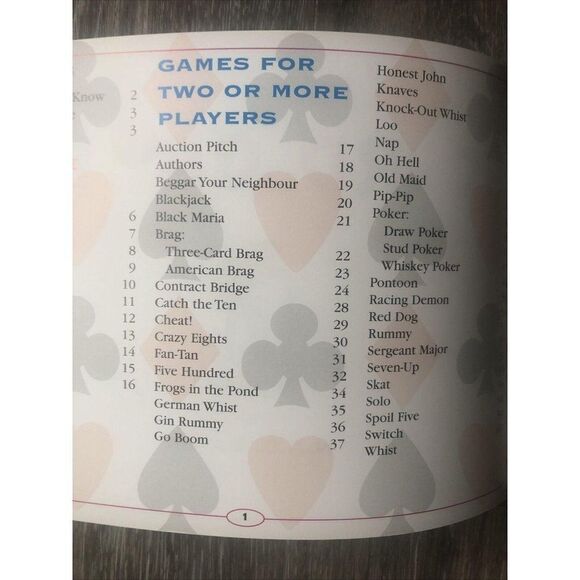 Know 2
3
3
6
7
8
9
10
11
12
13
14
15
16
GAMES FOR
TWO OR MORE
PLAYERS
Auction Pitch 17
Authors 18
Beggar Your Neighbour 19
Blackjack 20
Black Maria 21
Brag:
Three-Card Brag 22
American Brag 23
Contract Bridge 24
Catch the Ten 28
Cheat! 29
Crazy Eights 30
Fan-Tan 31
Five Hundred 32
Frogs in the Pond 34
German Whist 35
Gin Rummy 36
Go Boom 37
Honest John
Knaves
Knock-Out Whist
Loo
Nap
Oh Hell
Old Maid
Pip-Pip
Poker:
Draw Poker
Stud Poker
Whiskey Poker
Pontoon
Racing Demon
Red Dog
Rummy
Sergeant Major
Seven-Up
Skat
Solo
Spoil Five
Switch
Whist
1